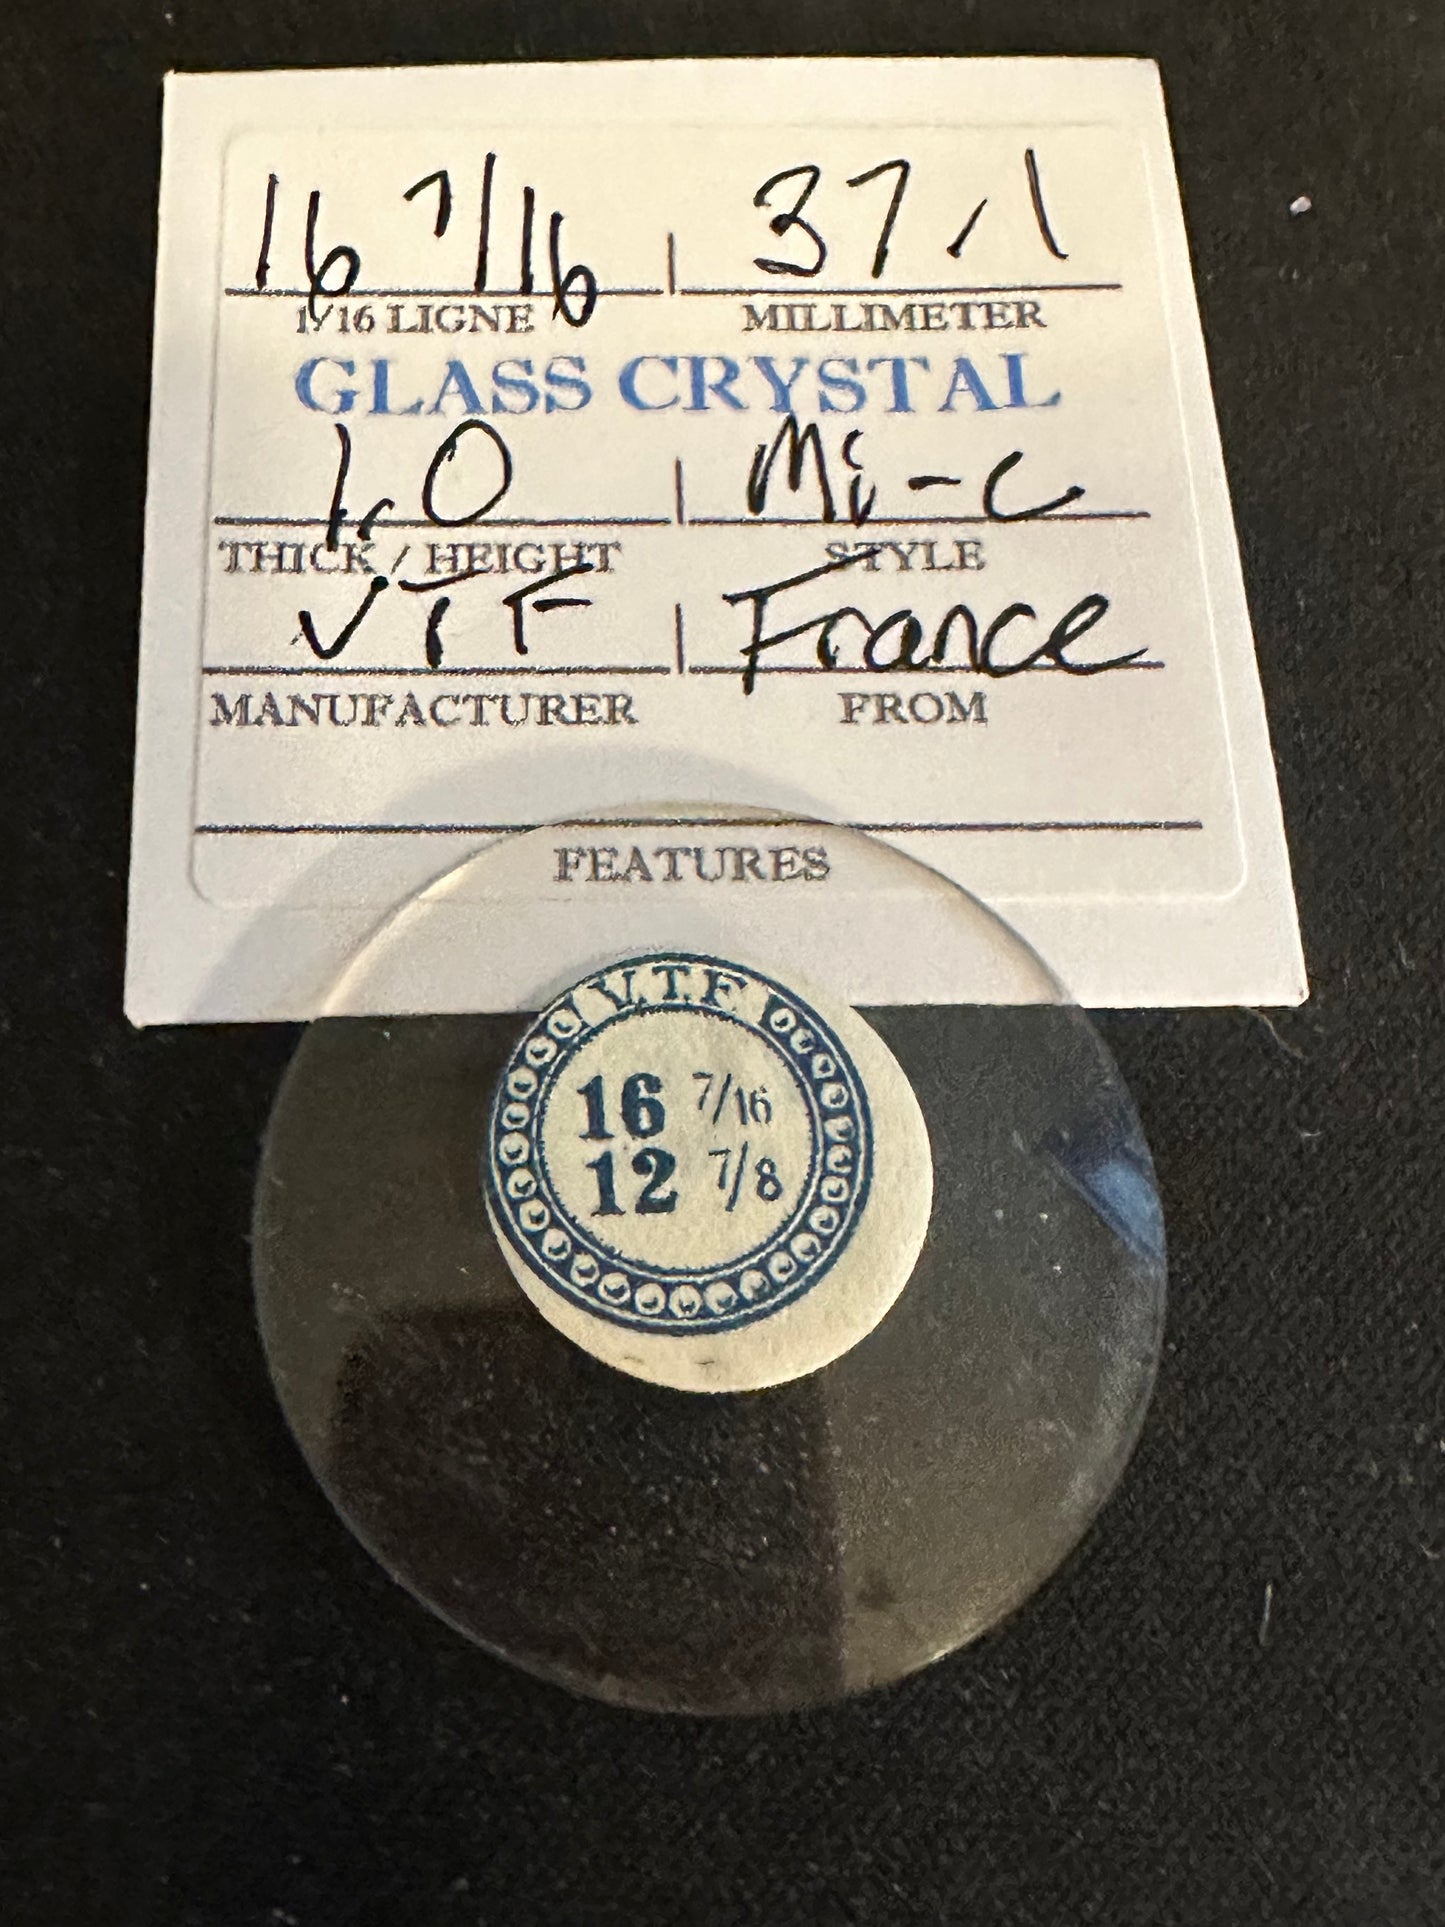 16 7/16 | 37.1
1/16 LIGNE MILLIMETER
GLASS CRYSTAL
1.0 | Mi-C
THICK / HEIGHT STYLE
VTF | France
MANUFACTURER FROM
FEATURES
V.T.F.
16 7/16
12 7/8